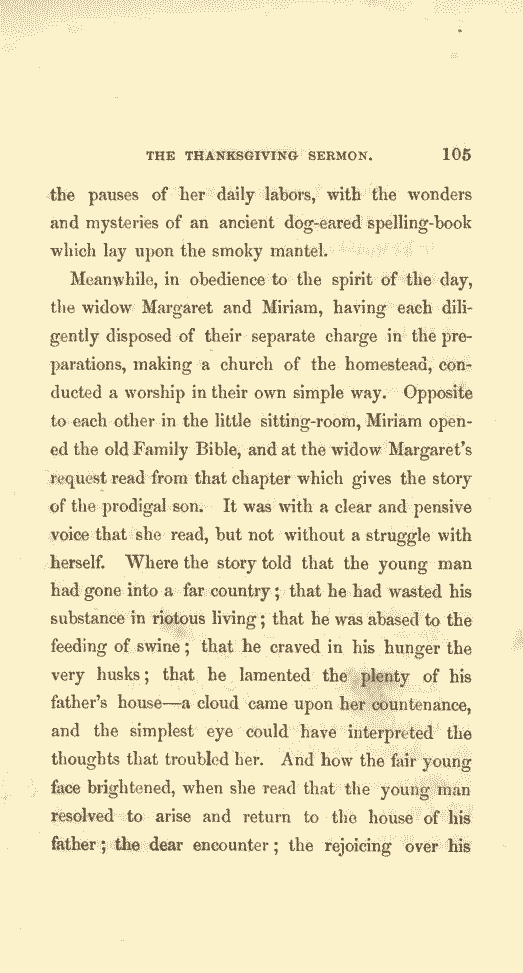 THE THANKSGIVING SERMON. 105
the pauses of her daily labors, with the wonders
and mysteries of an ancient dog-eared spelling-book
which lay upon the smoky mantel.
Meanwhile, in obedience to the spirit of the day,
the widow Margaret and Miriam, having each dili-
gently disposed of their separate charge in the pre-
parations, making a church of the homestead, con-
ducted a worship in their own simple way. Opposite
to each other in the little sitting-room, Miriam open-
ed the old Family Bible, and at the widow Margaret's
request read from that chapter which gives the story
of the prodigal son. It was with a clear and pensive
voice that she read, but not without a struggle with
herself. Where the story told that the young man
had gone into a far country; that he had wasted his
substance in riotous living; that he was abased to the
feeding of swine; that he craved in his hunger the
very husks; that he lamented the plenty of his
father's house—a cloud came upon her countenance,
and the simplest eye could have interpreted the
thoughts that troubled her. And how the fair young
face brightened, when she read that the young man
resolved to arise and return to the house of his
father; the dear encounter; the rejoicing over his